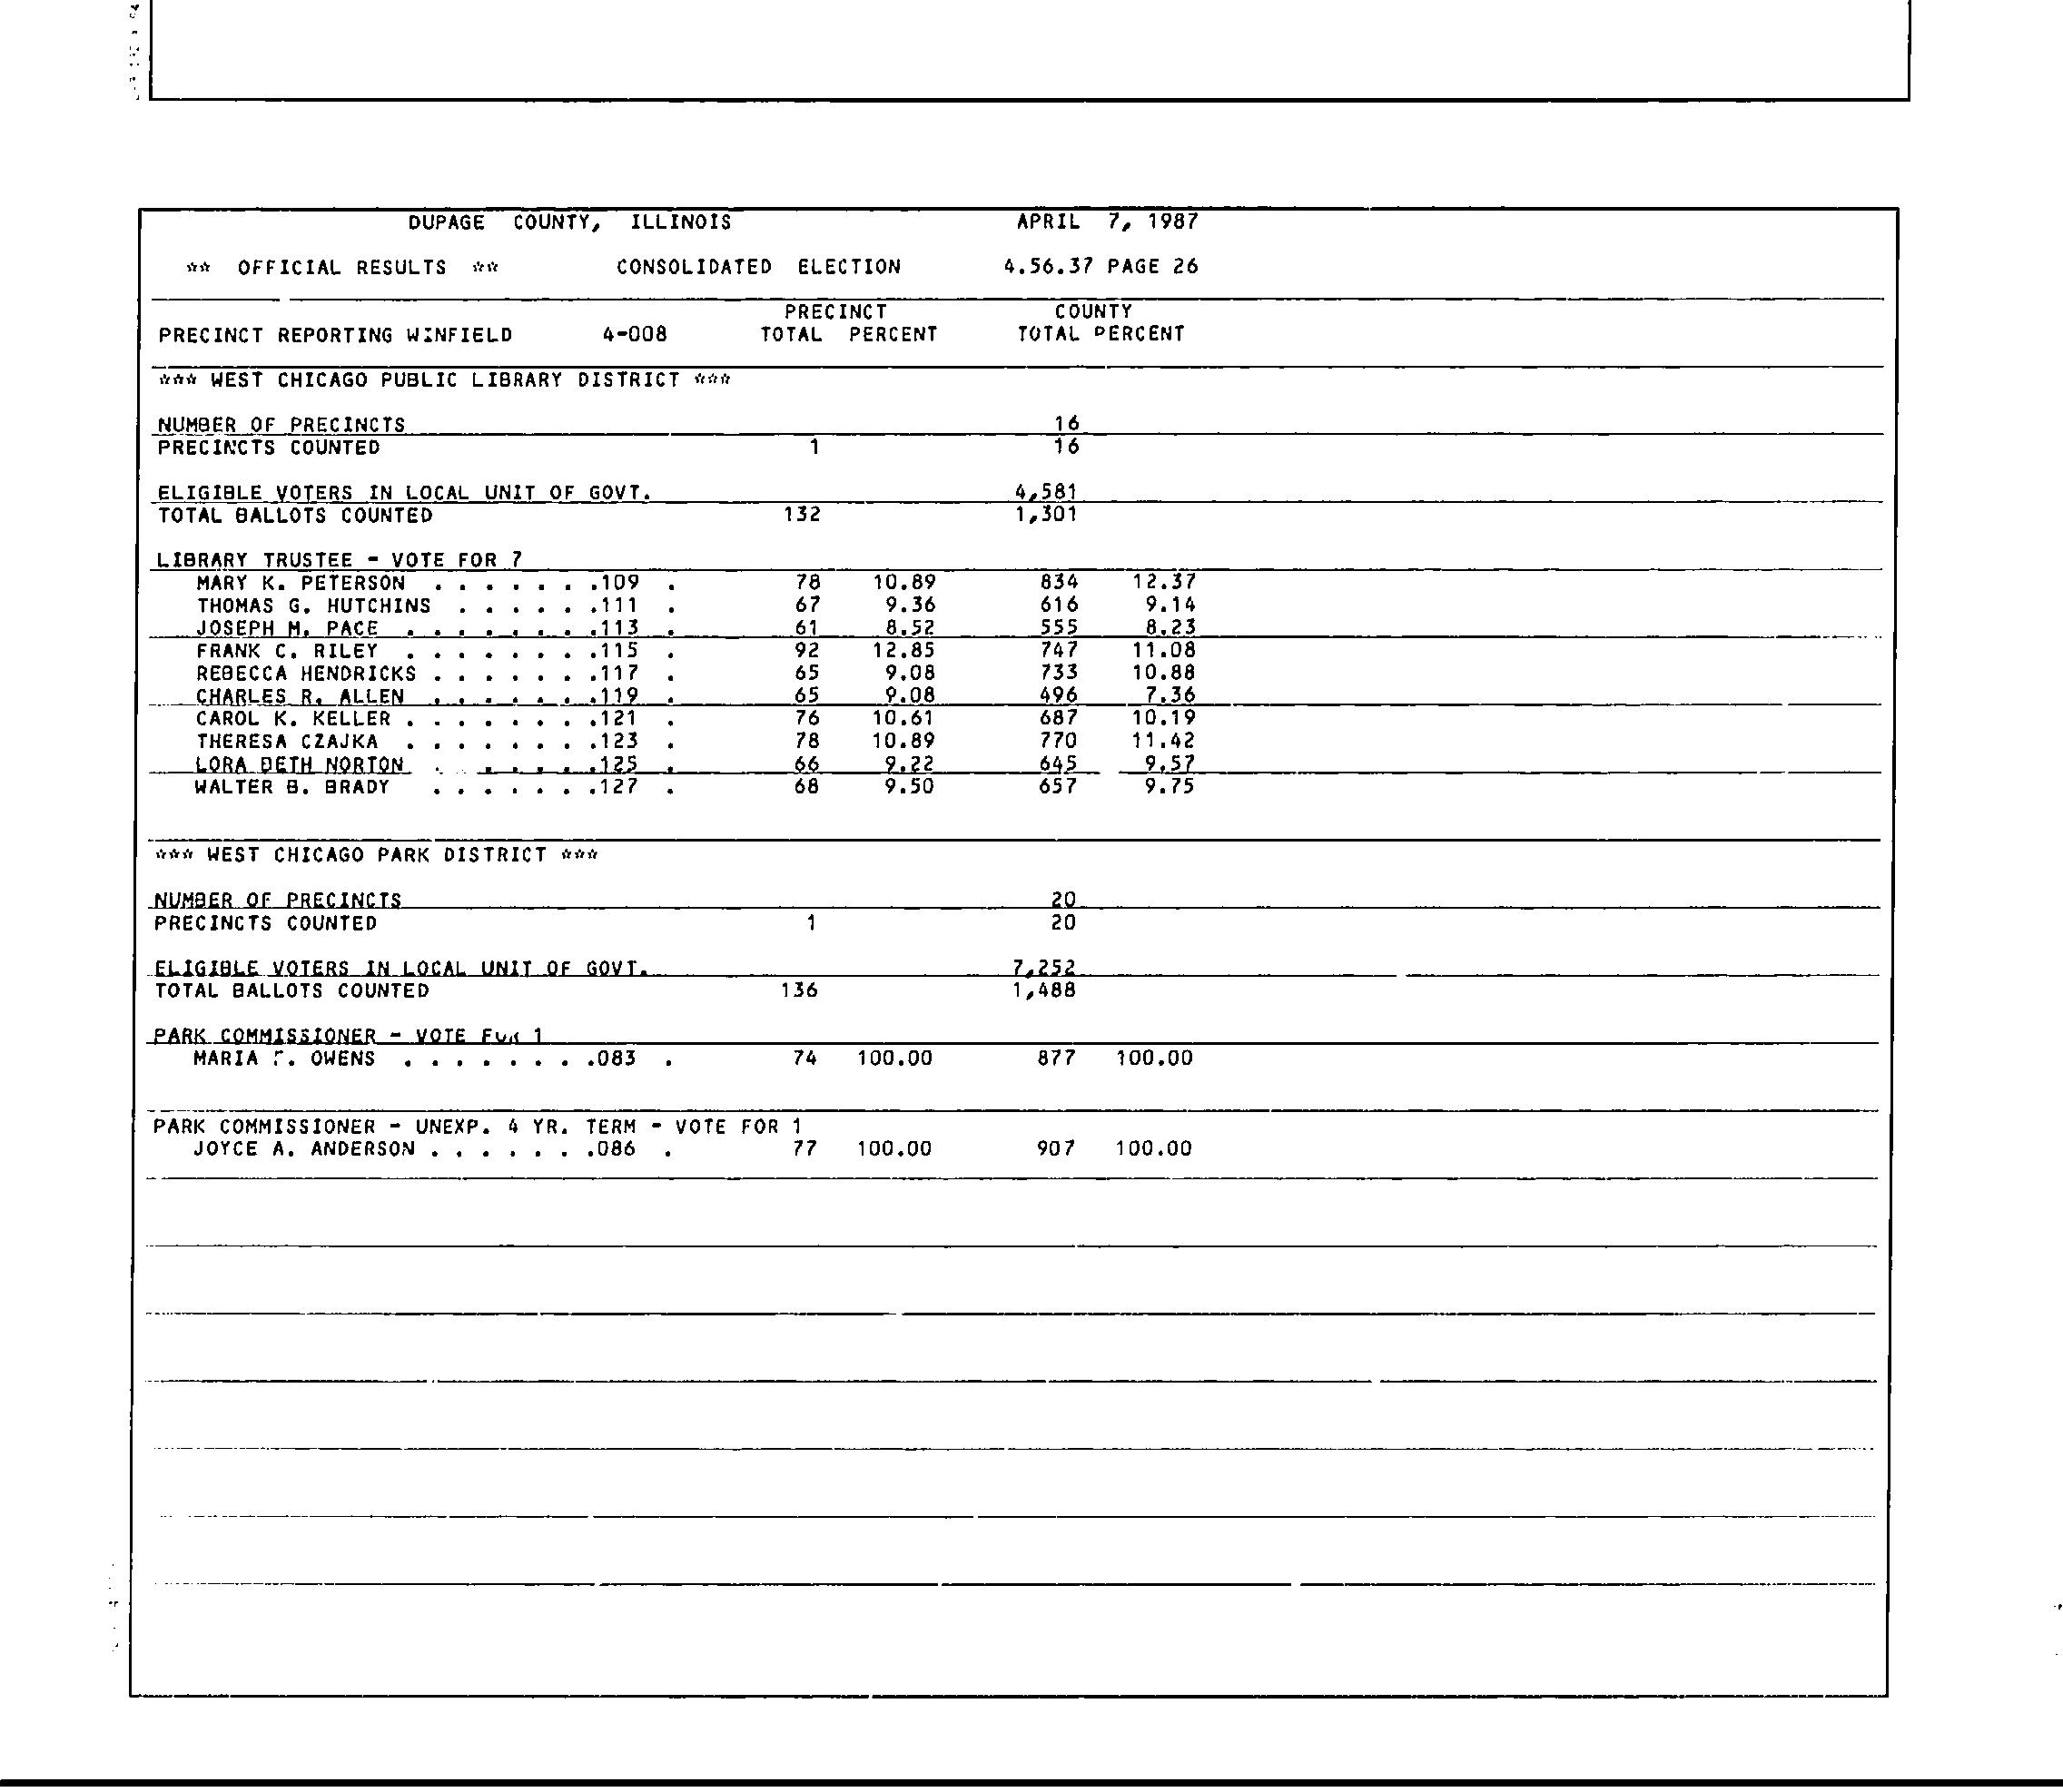 DUPAGE COUNTY, ILLINOIS APRIL 7, 1987
** OFFICIAL RESULTS ** CONSOLIDATED ELECTION 4.56.37 PAGE 26
PRECINCT COUNTY
PRECINCT REPORTING WINFIELD 4-008 TOTAL PERCENT TOTAL PERCENT
*** WEST CHICAGO PUBLIC LIBRARY DISTRICT ***
NUMBER OF PRECINCTS 16
PRECINCTS COUNTED 1 16
ELIGIBLE VOTERS IN LOCAL UNIT OF GOVT. 4,581
TOTAL BALLOTS COUNTED 132 1,301
LIBRARY TRUSTEE - VOTE FOR 7
MARY K. PETERSON . . . . . . .109 . 78 10.89 834 12.37
THOMAS G. HUTCHINS . . . . . .111 . 67 9.36 616 9.14
JOSEPH M. PACE . . . . . . . .113 . 61 8.52 555 8.23
FRANK C. RILEY . . . . . . . .115 . 92 12.85 747 11.08
REBECCA HENDRICKS . . . . . . .117 . 65 9.08 733 10.88
CHARLES R. ALLEN . . . . . . .119 . 65 9.08 496 7.36
CAROL K. KELLER . . . . . . . .121 . 76 10.61 687 10.19
THERESA CZAJKA . . . . . . . .123 . 78 10.89 770 11.42
LORA BETH NORTON . . . . . . .125 . 66 9.22 645 9.57
WALTER B. BRADY . . . . . . .127 . 68 9.50 657 9.75
*** WEST CHICAGO PARK DISTRICT ***
NUMBER OF PRECINCTS 20
PRECINCTS COUNTED 1 20
ELIGIBLE VOTERS IN LOCAL UNIT OF GOVT. 7,252
TOTAL BALLOTS COUNTED 136 1,488
PARK COMMISSIONER - VOTE FOR 1
MARIA OWENS . . . . . . . .083 . 74 100.00 877 100.00
PARK COMMISSIONER - UNEXP. 4 YR. TERM - VOTE FOR 1
JOYCE A. ANDERSON . . . . . . .086 . 77 100.00 907 100.00